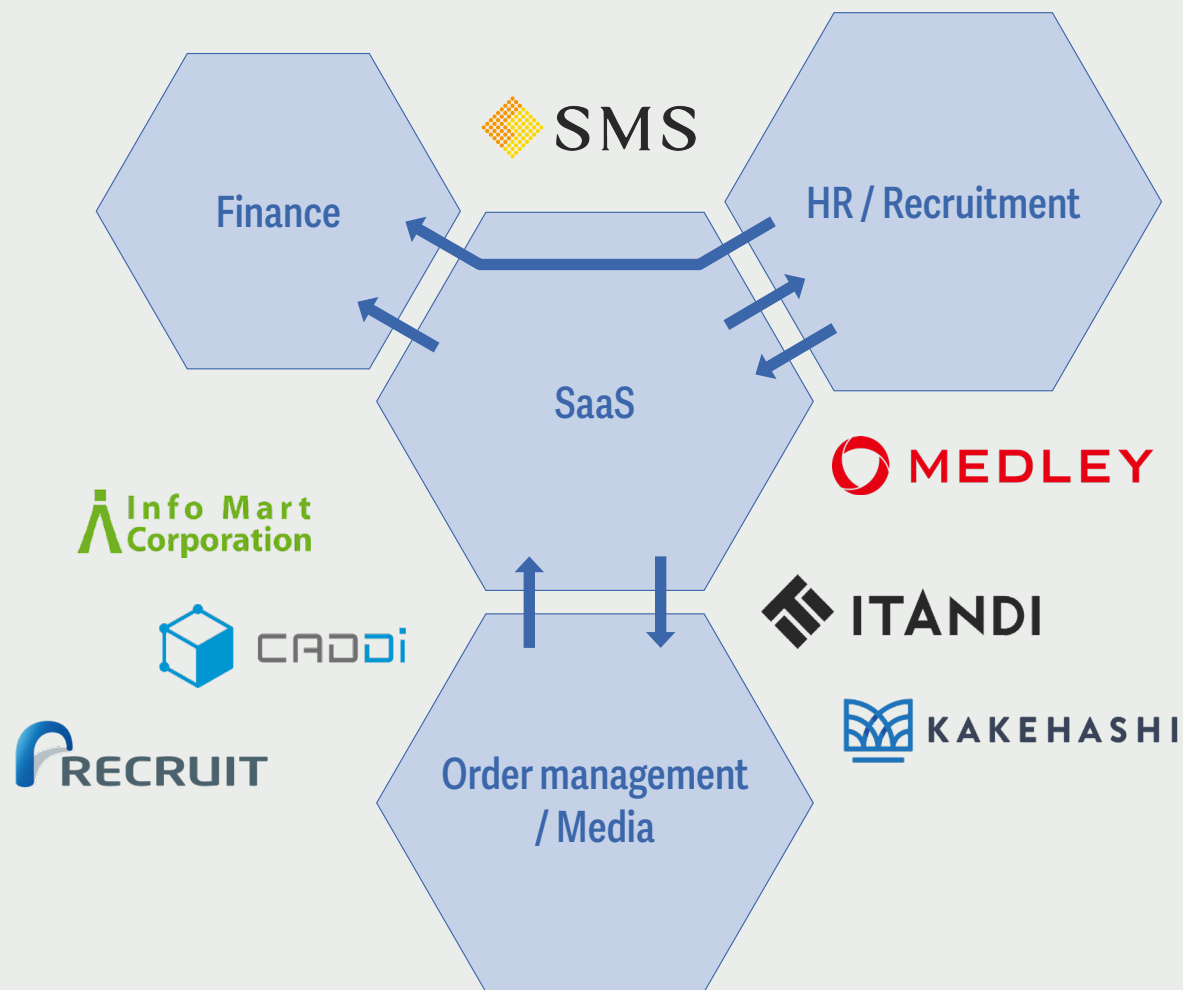 SMS
Finance
HR / Recruitment
SaaS
MEDLEY
Info Mart
Corporation
ITANDI
CADDi
KAKEHASHI
RECRUIT
Order management
/ Media